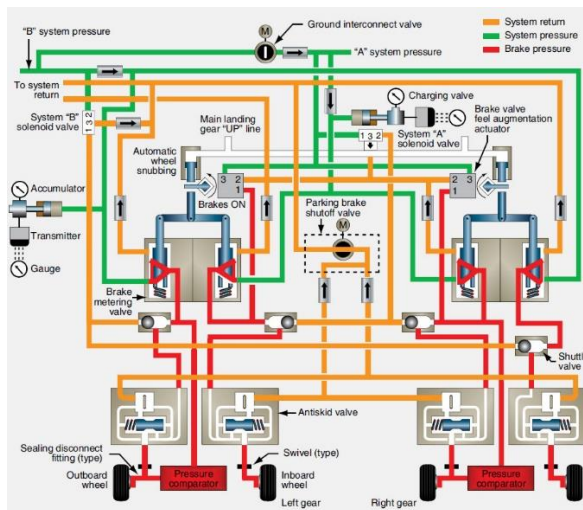 "B" system pressure
M
Ground interconnect valve
System return
System pressure
Brake pressure
"A" system pressure
To system
return
System "B"
solenoid valve
1 3 2
Main landing
gear "UP" line
Charging valve
Brake valve
feel augmentation
actuator
1 3 2
System "A"
solenoid valve
Automatic
wheel
snubbing
3 2
1
Brakes ON
2 3
1
Accumulator
Transmitter
Gauge
Parking brake
shutoff valve
M
Brake
metering
valve
Shuttl
valve
Antiskid valve
Sealing disconnect
fitting (type)
Swivel (type)
Outboard
wheel
Pressure
comparator
Inboard
wheel
Left gear
Right gear
Pressure
comparator